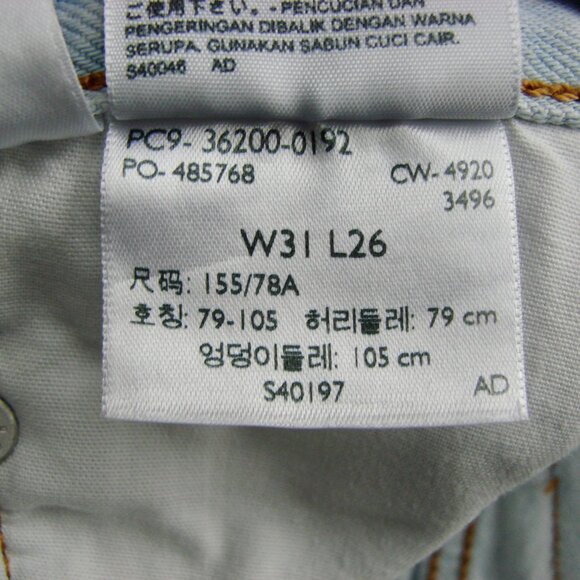 ご使用下さい。-PENCUCIAN DAN
PENGERINGAN DIBALIK DENGAN WARNA
SERUPA. GUNAKAN SABUN CUCI CAIR.
S40046 AD
PC9- 36200-0192
PO- 485768 CW- 4920
3496
W31 L26
尺码: 155/78A
호칭: 79-105 허리둘레: 79 cm
엉덩이둘레: 105 cm
S40197 AD